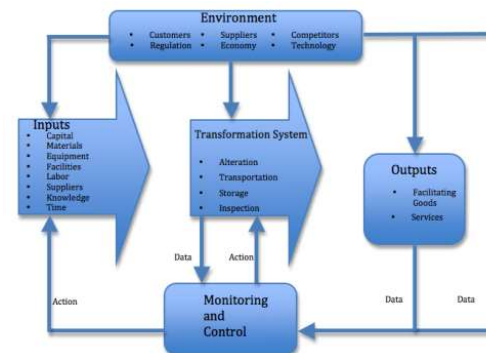 Environment
• Customers • Suppliers • Competitors
• Regulation • Economy • Technology
Inputs
• Capital
• Materials
• Equipment
• Facilities
• Labor
• Suppliers
• Knowledge
• Time
Transformation System
• Alteration
• Transportation
• Storage
• Inspection
Outputs
• Facilitating
Goods
• Services
Data
Action
Action
Monitoring
and
Control
Data
Data